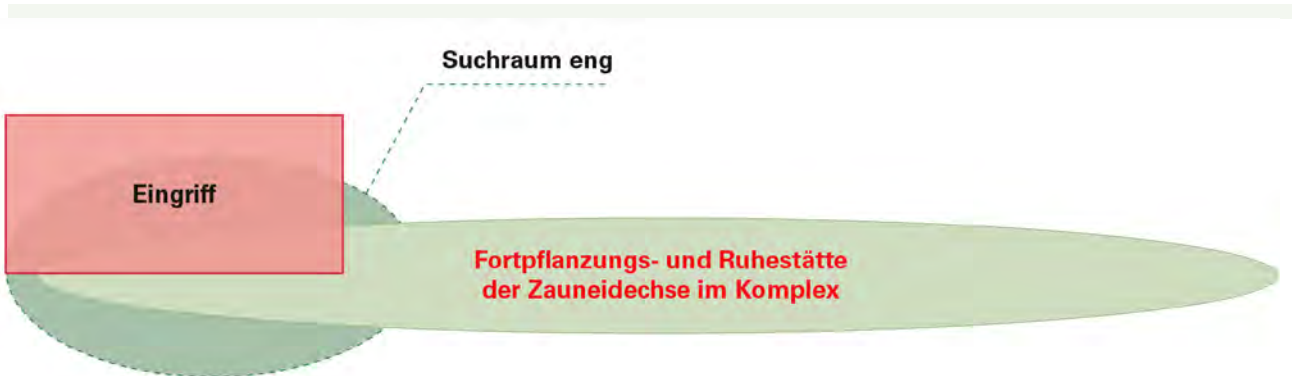 Suchraum eng
Eingriff
Fortpflanzungs- und Ruhestätte
der Zauneidechse im Komplex